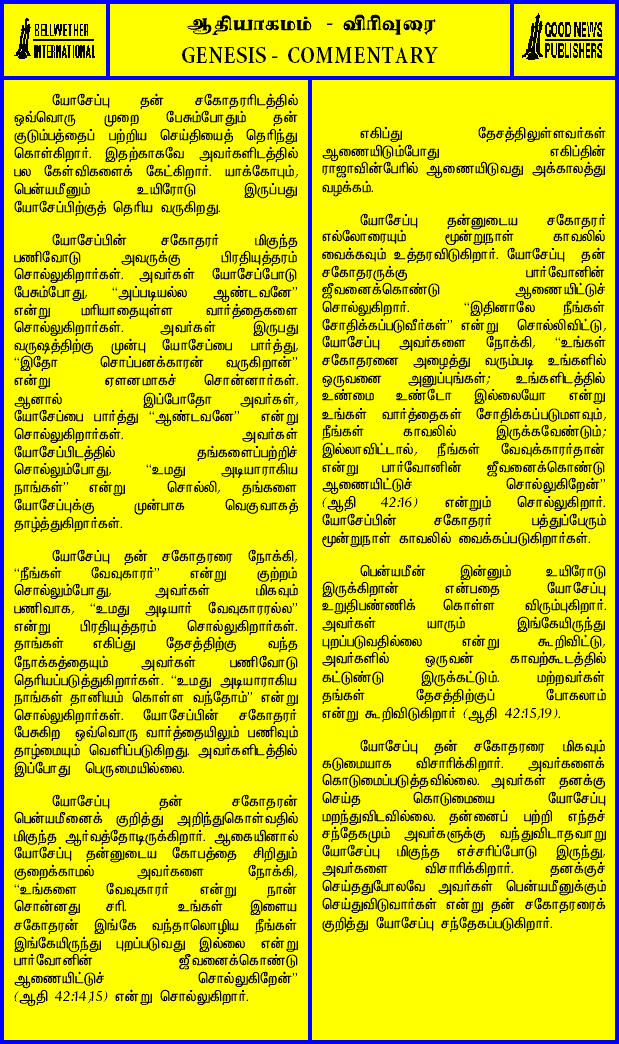 BELLWETHER
INTERNATIONAL
ஆதியாகமம் - விரிவுரை
GENESIS - COMMENTARY
GOOD NEWS
PUBLISHERS
யோசேப்பு தன் சகோதரரிடத்தில்
ஒவ்வொரு முறை பேசும்போதும் தன்
குடும்பத்தைப் பற்றிய செய்தியைத் தெரிந்து
கொள்கிறார். இதற்காகவே அவர்களிடத்தில்
பல கேள்விகளைக் கேட்கிறார். யாக்கோபும்,
பென்யமீனும் உயிரோடு இருப்பது
யோசேப்பிற்குத் தெரிய வருகிறது.
யோசேப்பின் சகோதரர் மிகுந்த
பணிவோடு அவருக்கு பிரதியுத்தரம்
சொல்லுகிறார்கள். அவர்கள் யோசேப்போடு
பேசும்போது, “அப்படியல்ல ஆண்டவனே”
என்று மரியாதையுள்ள வார்த்தைகளை
சொல்லுகிறார்கள். அவர்கள் இருபது
வருஷத்திற்கு முன்பு யோசேப்பை பார்த்து,
“இதோ சொப்பனக்காரன் வருகிறான்”
என்று ஏளனமாகச் சொன்னார்கள்.
ஆனால் இப்போதோ அவர்கள்,
யோசேப்பை பார்த்து “ஆண்டவனே” என்று
சொல்லுகிறார்கள். அவர்கள்
யோசேப்பிடத்தில் தங்களைப்பற்றிச்
சொல்லும்போது, “உமது அடியாராகிய
நாங்கள்” என்று சொல்லி, தங்களை
யோசேப்புக்கு முன்பாக வெகுவாகத்
தாழ்த்துகிறார்கள்.
யோசேப்பு தன் சகோதரரை நோக்கி,
“நீங்கள் வேவுகாரர்” என்று குற்றம்
சொல்லும்போது, அவர்கள் மிகவும்
பணிவாக, “உமது அடியார் வேவுகாரரல்ல”
என்று பிரதியுத்தரம் சொல்லுகிறார்கள்.
தாங்கள் எகிப்து தேசத்திற்கு வந்த
நோக்கத்தையும் அவர்கள் பணிவோடு
தெரியப்படுத்துகிறார்கள். “உமது அடியாராகிய
நாங்கள் தானியம் கொள்ள வந்தோம்” என்று
சொல்லுகிறார்கள். யோசேப்பின் சகோதரர்
பேசுகிற ஒவ்வொரு வார்த்தையிலும் பணிவும்
தாழ்மையும் வெளிப்படுகிறது. அவர்களிடத்தில்
இப்போது பெருமையில்லை.
யோசேப்பு தன் சகோதரன்
பென்யமீனைக் குறித்து அறிந்துகொள்வதில்
மிகுந்த ஆர்வத்தோடிருக்கிறார். ஆகையினால்
யோசேப்பு தன்னுடைய கோபத்தை சிறிதும்
குறைக்காமல் அவர்களை நோக்கி,
“உங்களை வேவுகாரர் என்று நான்
சொன்னது சரி. உங்கள் இளைய
சகோதரன் இங்கே வந்தாலொழிய நீங்கள்
இங்கேயிருந்து புறப்படுவது இல்லை என்று
பார்வோனின் ஜீவனைக்கொண்டு
ஆணையிட்டுச் சொல்லுகிறேன்”
(ஆதி 42:14,15) என்று சொல்லுகிறார்.
எகிப்து தேசத்திலுள்ளவர்கள்
ஆணையிடும்போது எகிப்தின்
ராஜாவின்பேரில் ஆணையிடுவது அக்காலத்து
வழக்கம்.
யோசேப்பு தன்னுடைய சகோதரர்
எல்லோரையும் மூன்றுநாள் காவலில்
வைக்கவும் உத்தரவிடுகிறார். யோசேப்பு தன்
சகோதரருக்கு பார்வோனின்
ஜீவனைக்கொண்டு ஆணையிட்டுச்
சொல்லுகிறார். “இதினாலே நீங்கள்
சோதிக்கப்படுவீர்கள்” என்று சொல்லிவிட்டு,
யோசேப்பு அவர்களை நோக்கி, “உங்கள்
சகோதரனை அழைத்து வரும்படி உங்களில்
ஒருவனை அனுப்புங்கள்; உங்களிடத்தில்
உண்மை உண்டோ இல்லையோ என்று
உங்கள் வார்த்தைகள் சோதிக்கப்படுமளவும்,
நீங்கள் காவலில் இருக்கவேண்டும்;
இல்லாவிட்டால், நீங்கள் வேவுக்காரர்தான்
என்று பார்வோனின் ஜீவனைக்கொண்டு
ஆணையிட்டுச் சொல்லுகிறேன்”
(ஆதி 42:16) என்றும் சொல்லுகிறார்.
யோசேப்பின் சகோதரர் பத்துப்பேரும்
மூன்றுநாள் காவலில் வைக்கப்படுகிறார்கள்.
பென்யமீன் இன்னும் உயிரோடு
இருக்கிறான் என்பதை யோசேப்பு
உறுதிபண்ணிக் கொள்ள விரும்புகிறார்.
அவர்கள் யாரும் இங்கேயிருந்து
புறப்படுவதில்லை என்று கூறிவிட்டு,
அவர்களில் ஒருவன் காவற்கூடத்தில்
கட்டுண்டு இருக்கட்டும். மற்றவர்கள்
தங்கள் தேசத்திற்குப் போகலாம்
என்று கூறிவிடுகிறார் (ஆதி 42:15,19).
யோசேப்பு தன் சகோதரரை மிகவும்
கடுமையாக விசாரிக்கிறார். அவர்களைக்
கொடுமைப்படுத்தவில்லை. அவர்கள் தனக்கு
செய்த கொடுமையை யோசேப்பு
மறந்துவிடவில்லை. தன்னைப் பற்றி எந்தச்
சந்தேகமும் அவர்களுக்கு வந்துவிடாதவாறு
யோசேப்பு மிகுந்த எச்சரிப்போடு இருந்து,
அவர்களை விசாரிக்கிறார். தனக்குச்
செய்ததுபோலவே அவர்கள் பென்யமீனுக்கும்
செய்துவிடுவார்கள் என்று தன் சகோதரரைக்
குறித்து யோசேப்பு சந்தேகப்படுகிறார்.